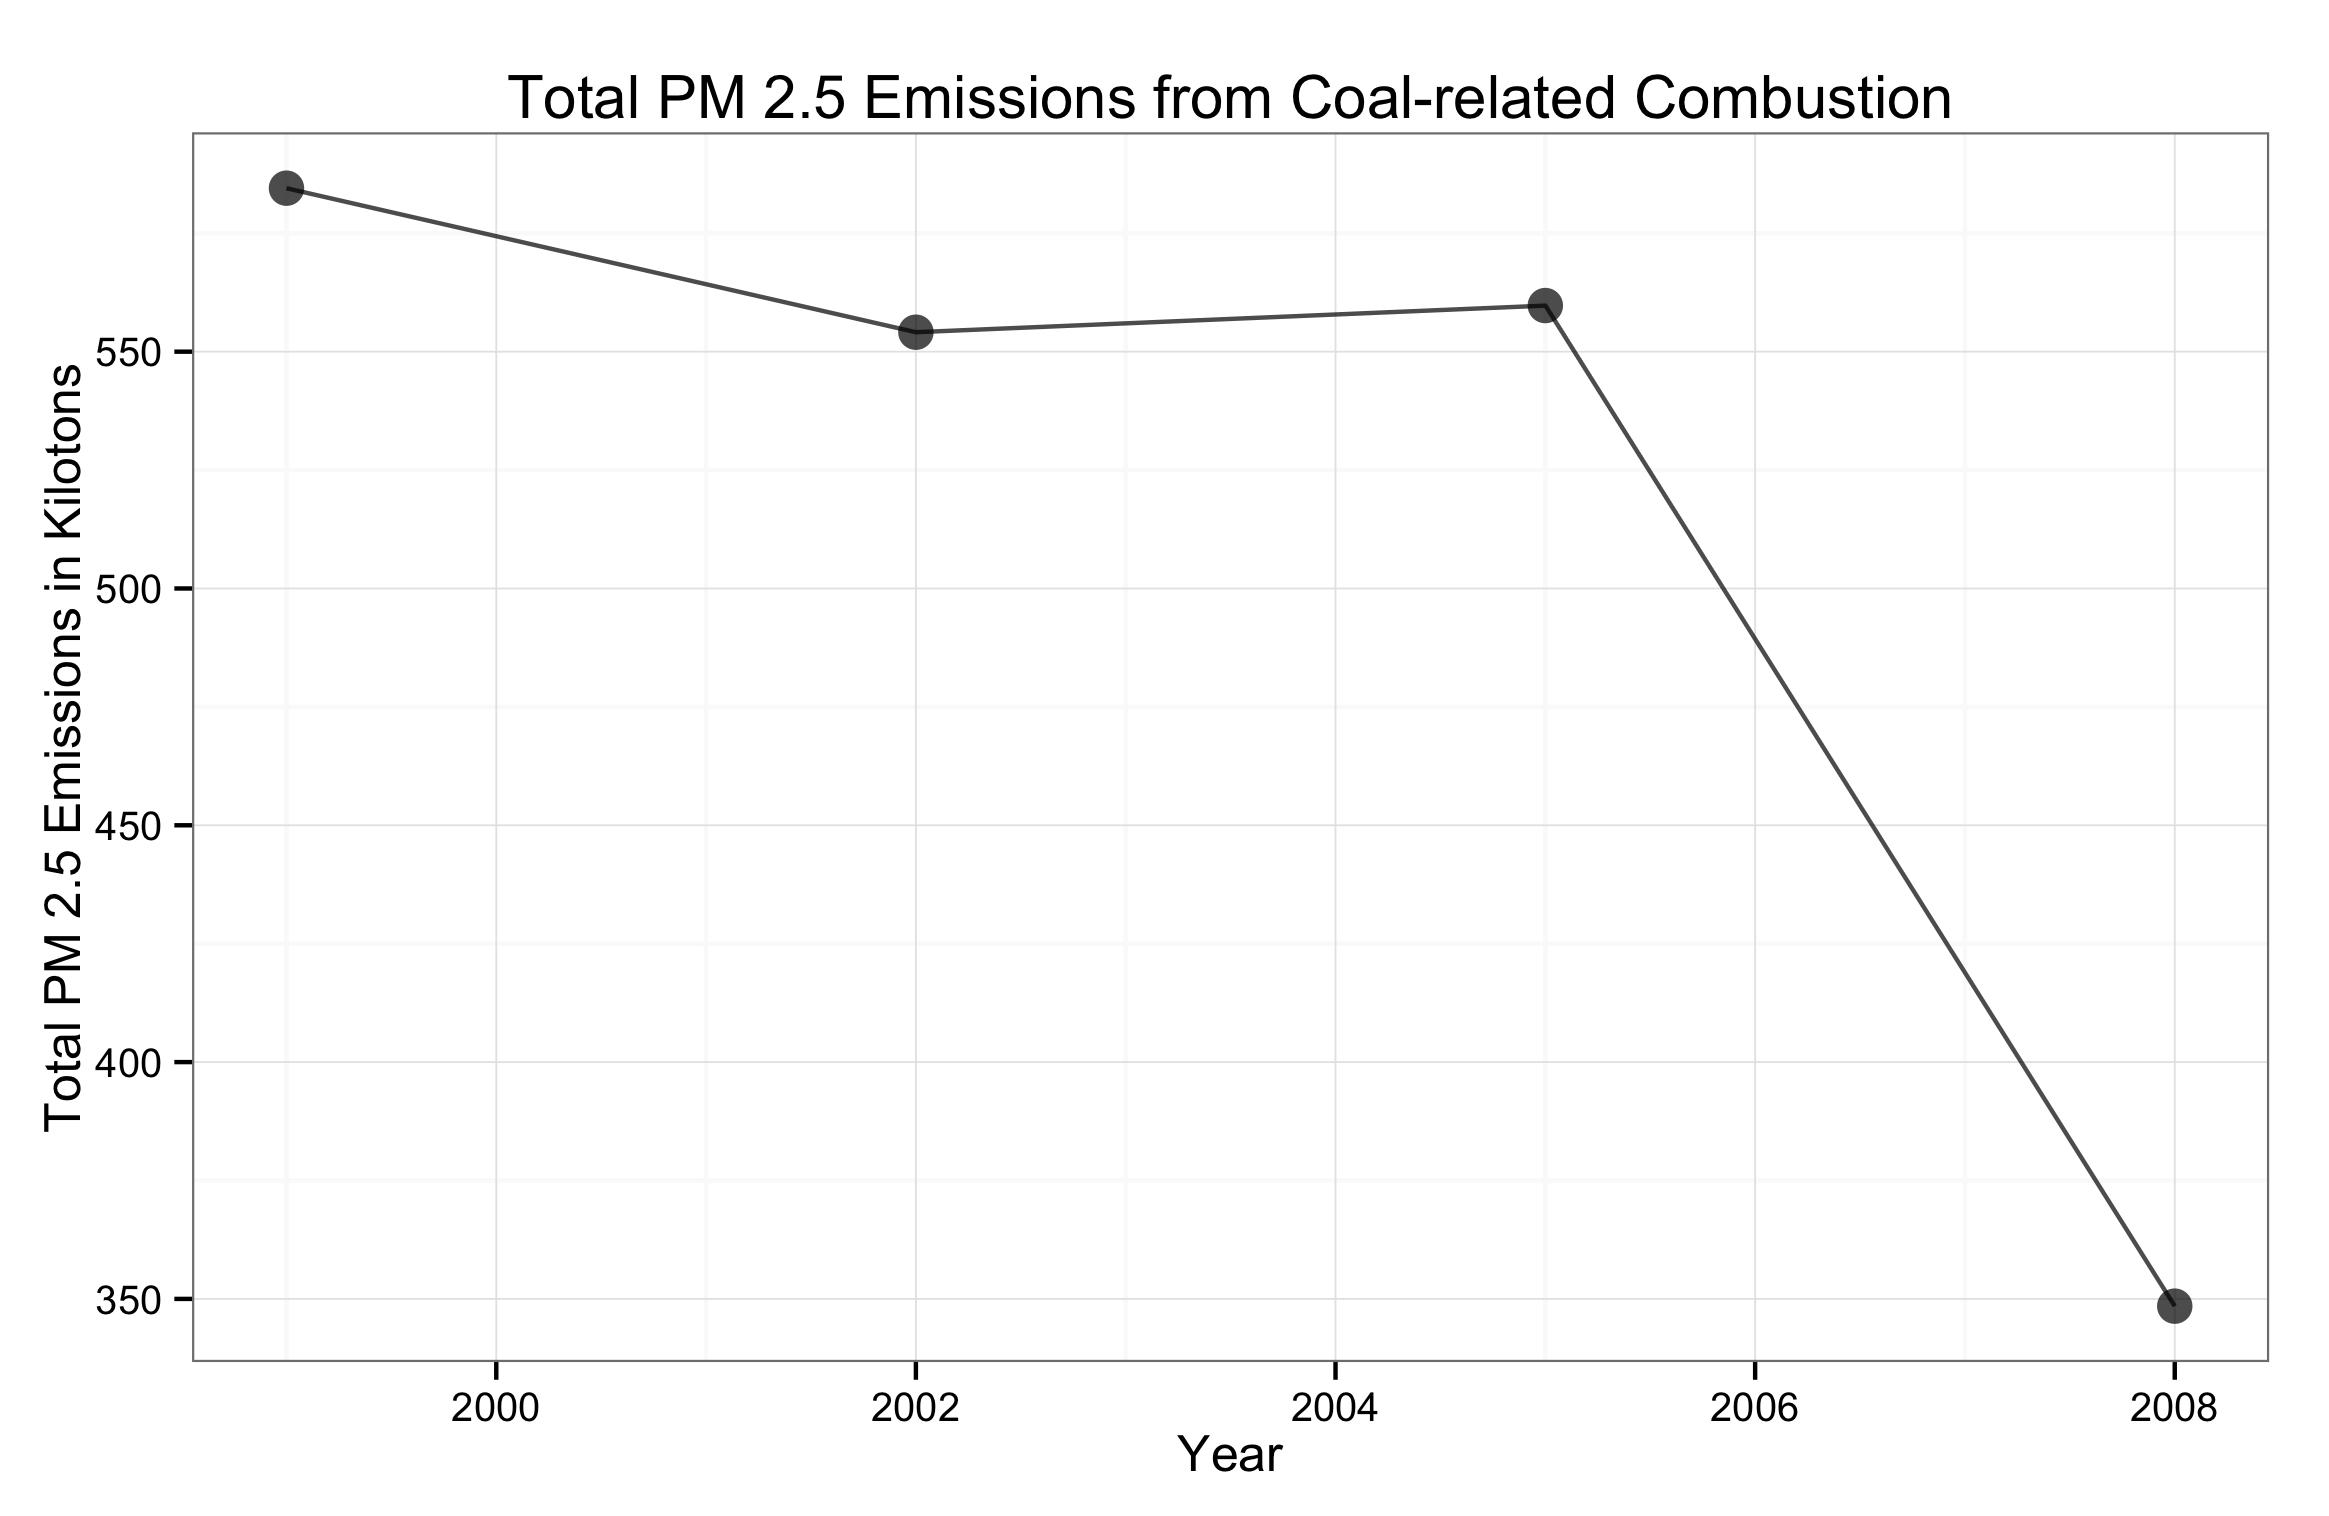 Total PM 2.5 Emissions from Coal-related Combustion
Total PM 2.5 Emissions in Kilotons
550
500
450
400
350
2000 2002 2004 2006 2008
Year